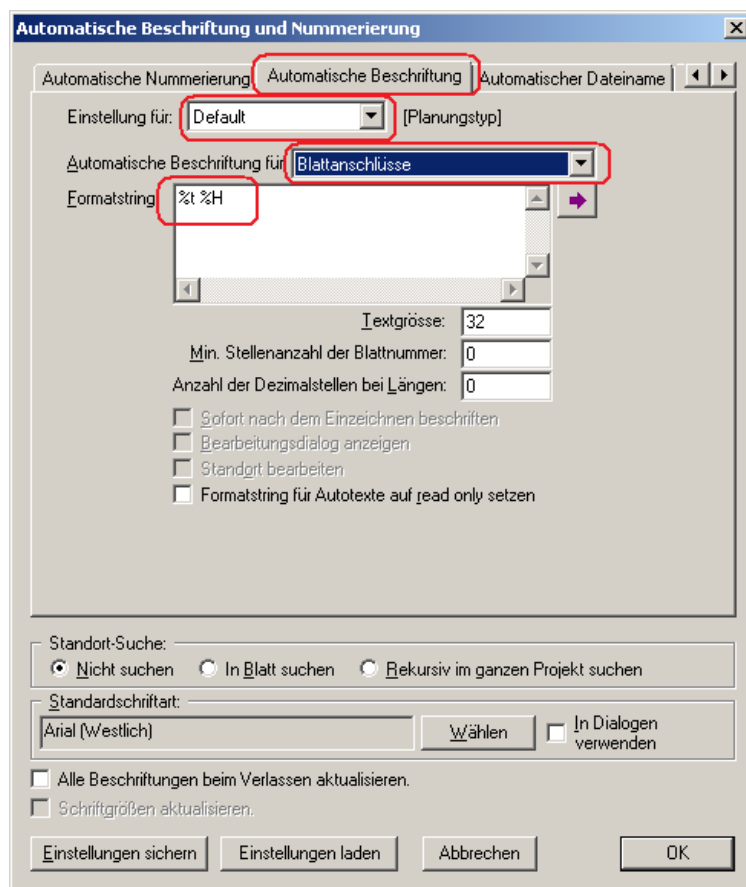 Automatische Beschriftung und Nummerierung
Automatische Nummerierung Automatische Beschriftung Automatischer Dateiname
Einstellung für: Default [Planungstyp]
Automatische Beschriftung für Blattanschlüsse
Formatstring %t %H
Textgrösse: 32
Min. Stellenanzahl der Blattnummer: 0
Anzahl der Dezimalstellen bei Längen: 0
Sofort nach dem Einzeichnen beschriften
Bearbeitungsdialog anzeigen
Standort bearbeiten
Formatstring für Autotexte auf read only setzen
Standort-Suche:
Nicht suchen In Blatt suchen Rekursiv im ganzen Projekt suchen
Standardschriftart:
Arial (Westlich) Wählen In Dialogen verwenden
Alle Beschriftungen beim Verlassen aktualisieren.
Schriftgrößen aktualisieren.
Einstellungen sichern Einstellungen laden Abbrechen OK